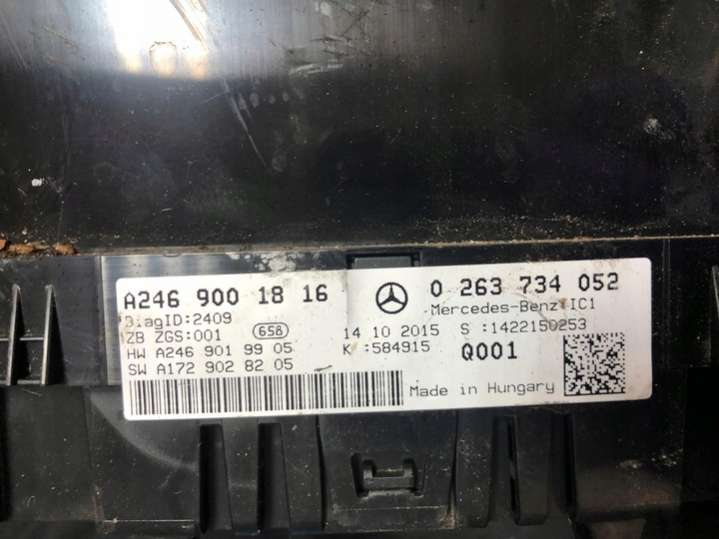 A246 900 18 16 0 263 734 052
DiagID:2409 Mercedes-Benz IC1
ZB ZGS:001 658 14 10 2015 S :1422150253
HW A246 901 99 05 K :584915 Q001
SW A172 902 82 05
Made in Hungary